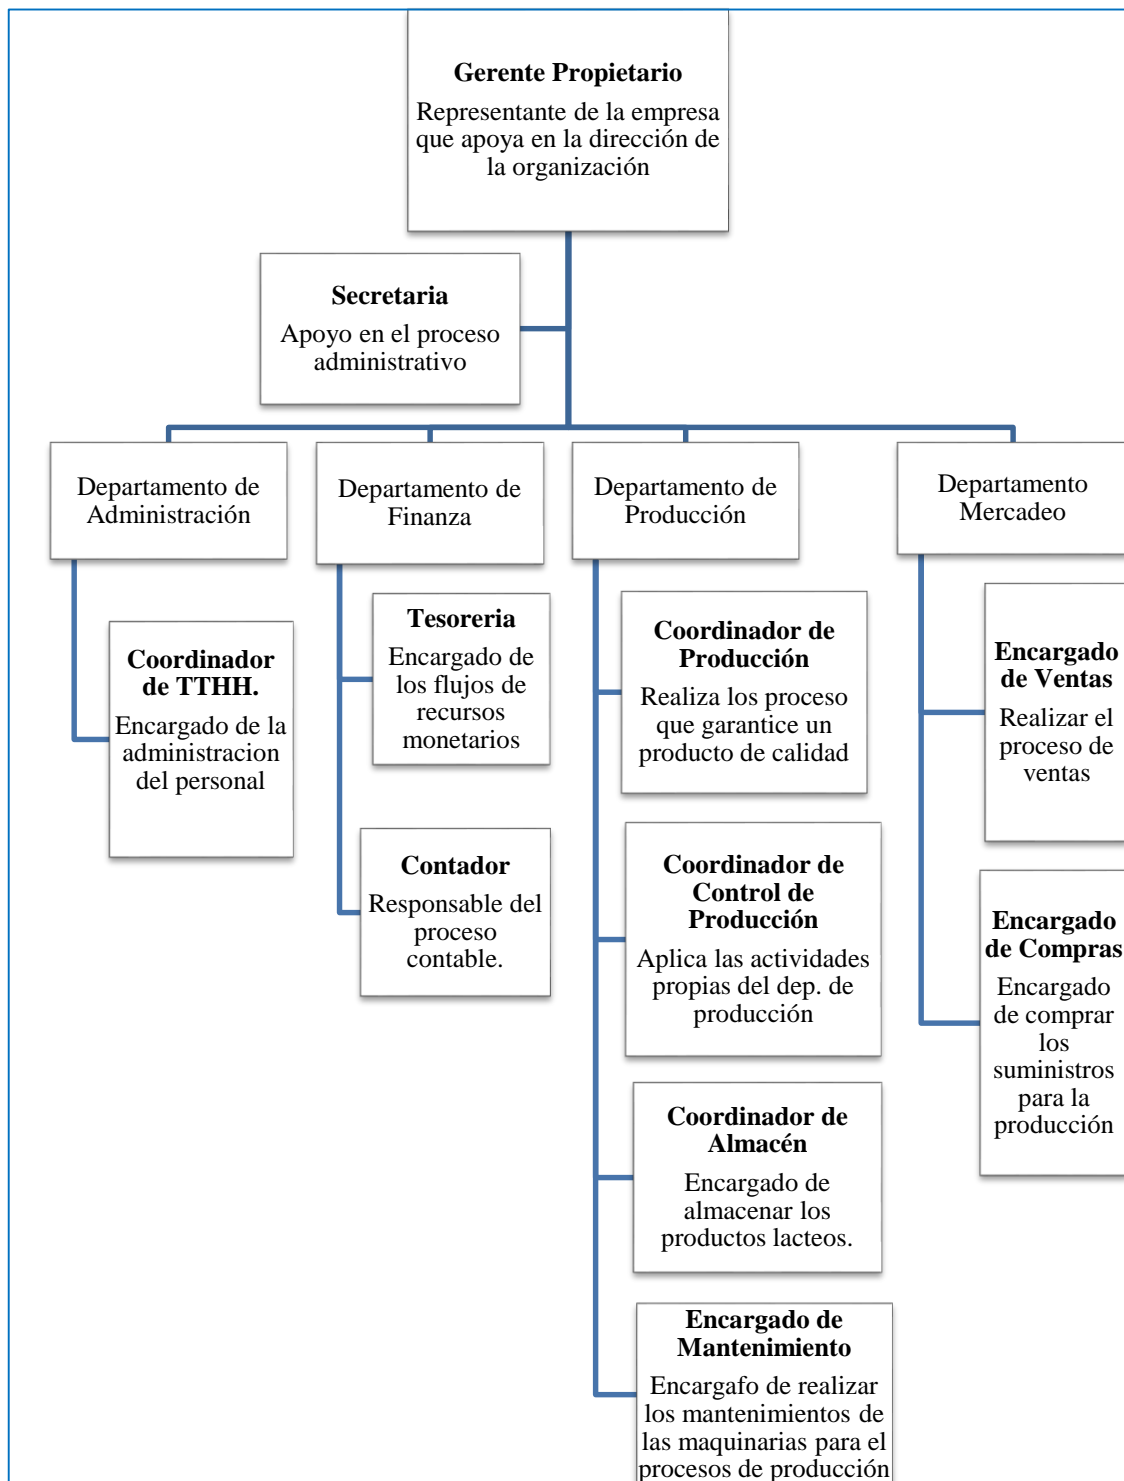 Gerente Propietario
Representante de la empresa
que apoya en la dirección de
la organización
Secretaria
Apoyo en el proceso
administrativo
Departamento de
Administración
Departamento de
Finanza
Departamento de
Producción
Departamento
Mercadeo
Coordinador
de TTHH.
Encargado de la
administracion
del personal
Tesoreria
Encargado de
los flujos de
recursos
monetarios
Contador
Responsable del
proceso
contable.
Coordinador de
Producción
Realiza los proceso
que garantice un
producto de calidad
Coordinador de
Control de
Producción
Aplica las actividades
propias del dep. de
producción
Coordinador de
Almacén
Encargado de
almacenar los
productos lacteos.
Encargado de
Mantenimiento
Encargafo de realizar
los mantenimientos de
las maquinarias para el
procesos de producción
Encargado
de Ventas
Realizar el
proceso de
ventas
Encargado
de Compras
Encargado
de comprar
los
suministros
para la
producción